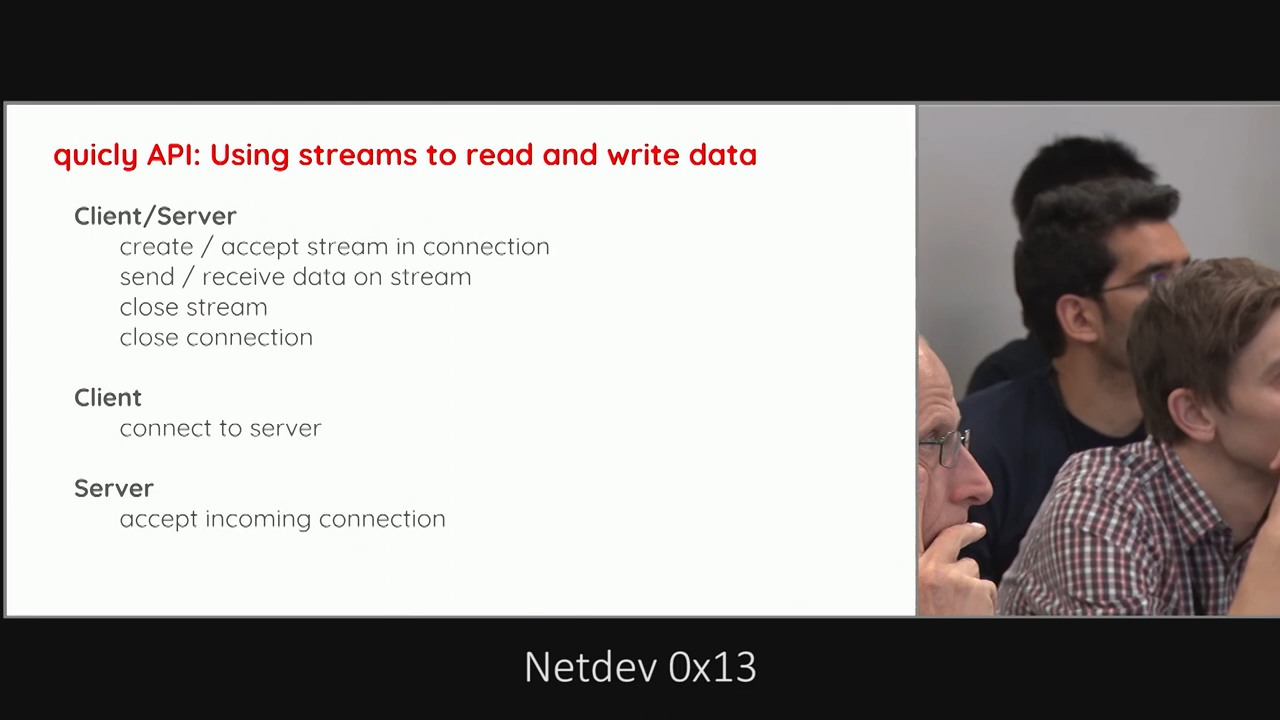 quicly API: Using streams to read and write data
Client/Server
create / accept stream in connection
send / receive data on stream
close stream
close connection
Client
connect to server
Server
accept incoming connection
Netdev 0x13